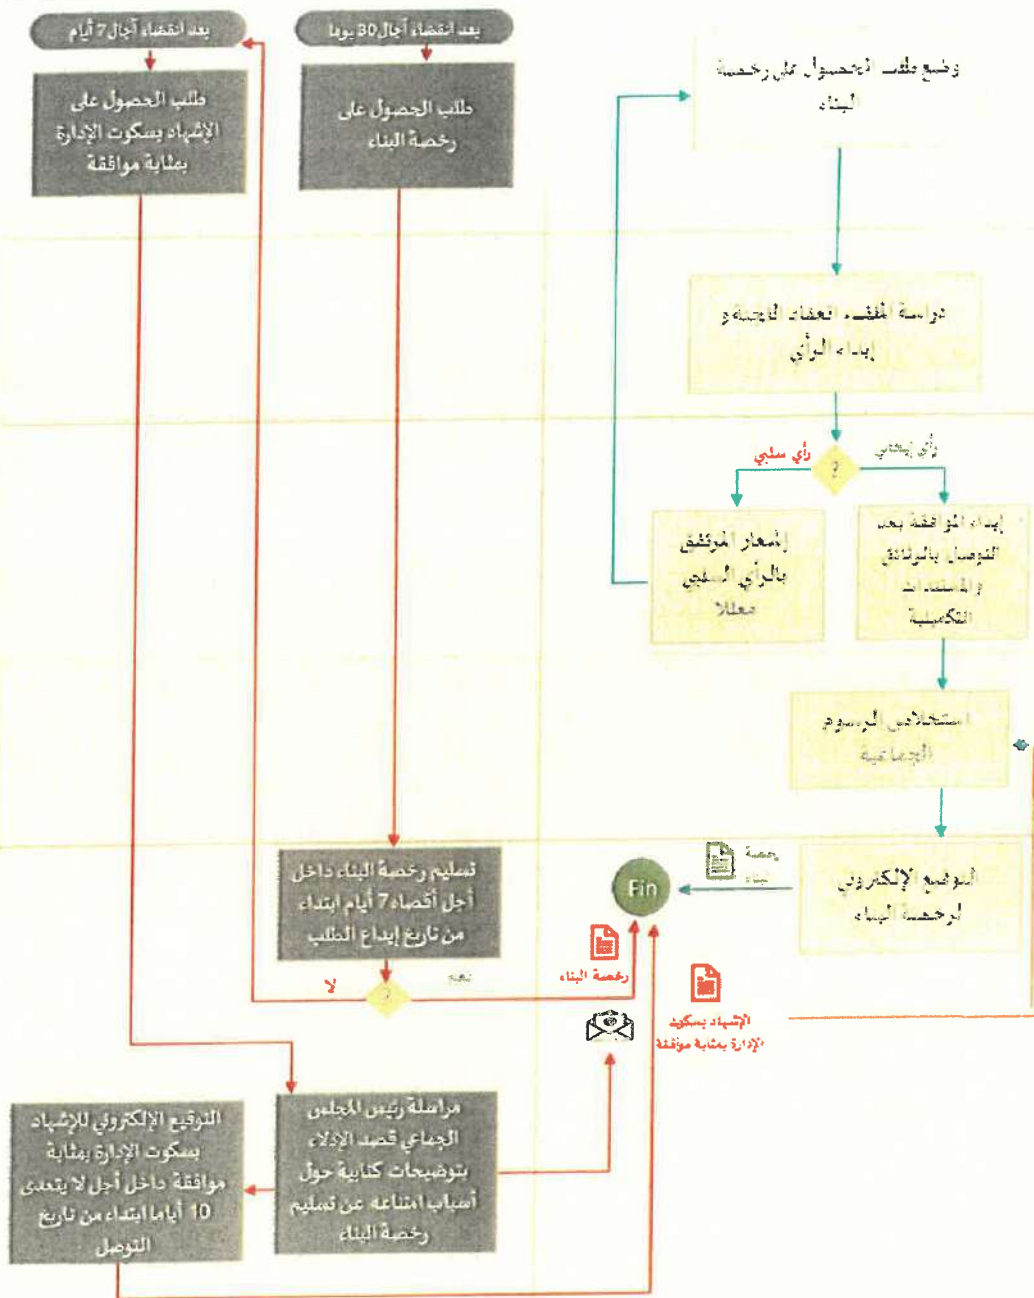 وضع طلب الحصول على رخصة
البناء
دراسة الملف، انعقاد اللجنة و
إبداء الرأي
رأي إيجابي
رأي سلبي
?
إبداء الموافقة بعد
التوصل بالوثائق
والمستندات
التكميلية
إشعار المرتفق
بالرأي السلبي
معللا
استخلاص الرسوم
الجماعية
التوقيع الإلكتروني
لرخصة البناء
رخصة
البناء
Fin
بعد انقضاء آجال 30 يوما
طلب الحصول على
رخصة البناء
تسليم رخصة البناء داخل
أجل أقصاه 7 أيام ابتداء
من تاريخ إيداع الطلب
?
نعم
لا
رخصة البناء
بعد انقضاء آجال 7 أيام
طلب الحصول على
الإشهاد بسكوت الإدارة
بمثابة موافقة
مراسلة رئيس المجلس
الجماعي قصد الإدلاء
بتوضيحات كتابية حول
أسباب امتناعه عن تسليم
رخصة البناء
التوقيع الإلكتروني للإشهاد
بسكوت الإدارة بمثابة
موافقة داخل أجل لا يتعدى
10 أياما ابتداء من تاريخ
التوصل
الإشهاد بسكوت
الإدارة بمثابة موافقة